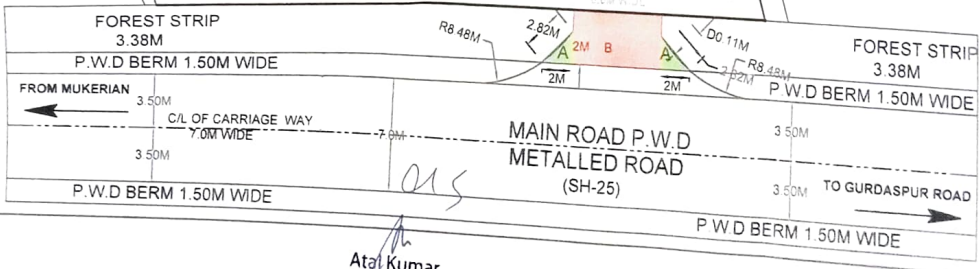 FOREST STRIP
3.38M
P.W.D BERM 1.50M WIDE
R8.48M
2.82M
A
2M
B
A
2M
2M
D0.11M
2.82M
R8.48M
FOREST STRIP
3.38M
P.W.D BERM 1.50M WIDE
FROM MUKERIAN
3.50M
C/L OF CARRIAGE WAY
7.0M WIDE
3.50M
7.0M
MAIN ROAD P.W.D
METALLED ROAD
(SH-25)
3.50M
3.50M
TO GURDASPUR ROAD
P.W.D BERM 1.50M WIDE
P.W.D BERM 1.50M WIDE
Atal Kumar